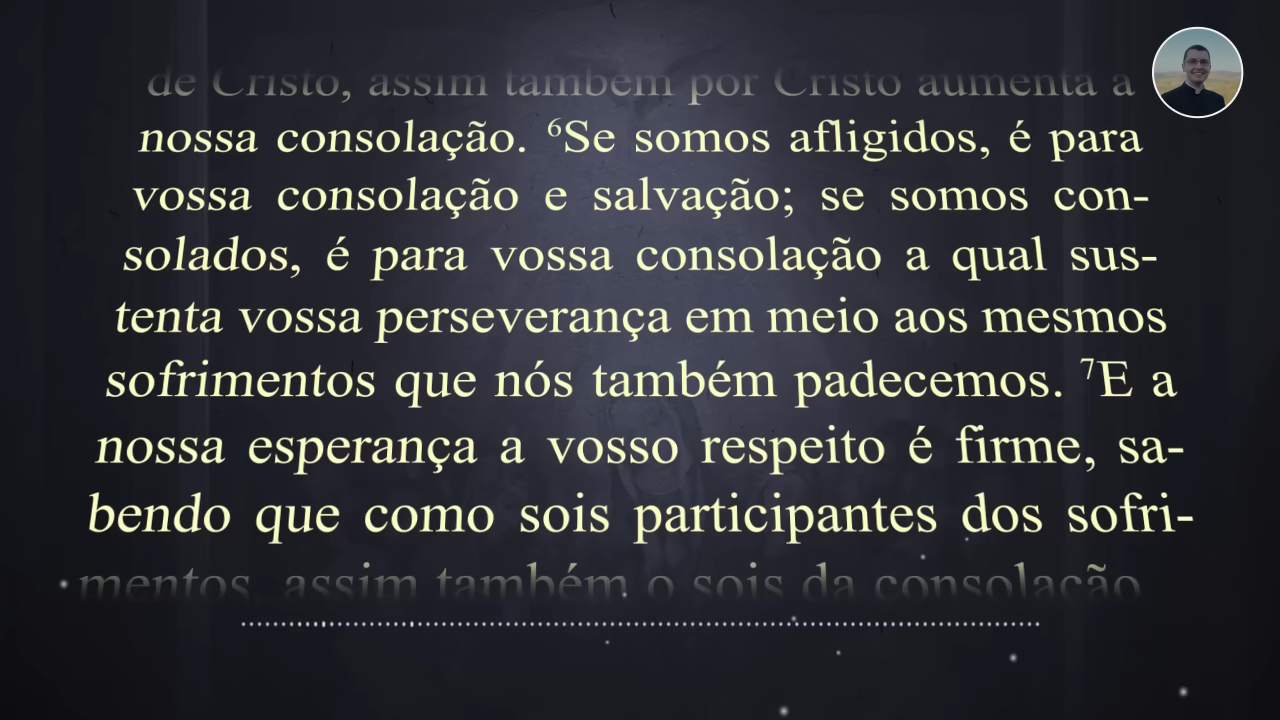 de Cristo, assim também por Cristo aumenta a
nossa consolação. ⁶Se somos afligidos, é para
vossa consolação e salvação; se somos con-
solados, é para vossa consolação a qual sus-
tenta vossa perseverança em meio aos mesmos
sofrimentos que nós também padecemos. ⁷E a
nossa esperança a vosso respeito é firme, sa-
bendo que como sois participantes dos sofri-
mentos, assim também o sois da consolação